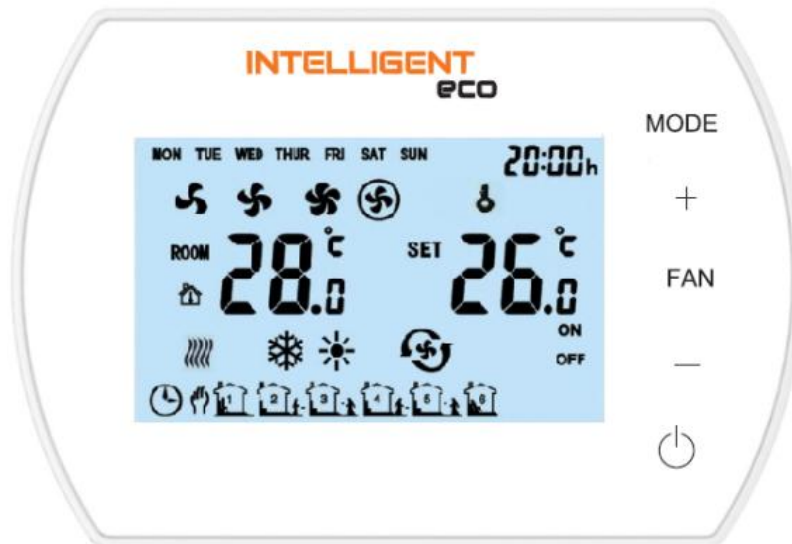 INTELLIGENT
eco
MODE
MON TUE WED THUR FRI SAT SUN 20:00h
+
ROOM 28.0 °C SET 26.0 °C
FAN
ON
OFF
—
1 2 3 4 5 6